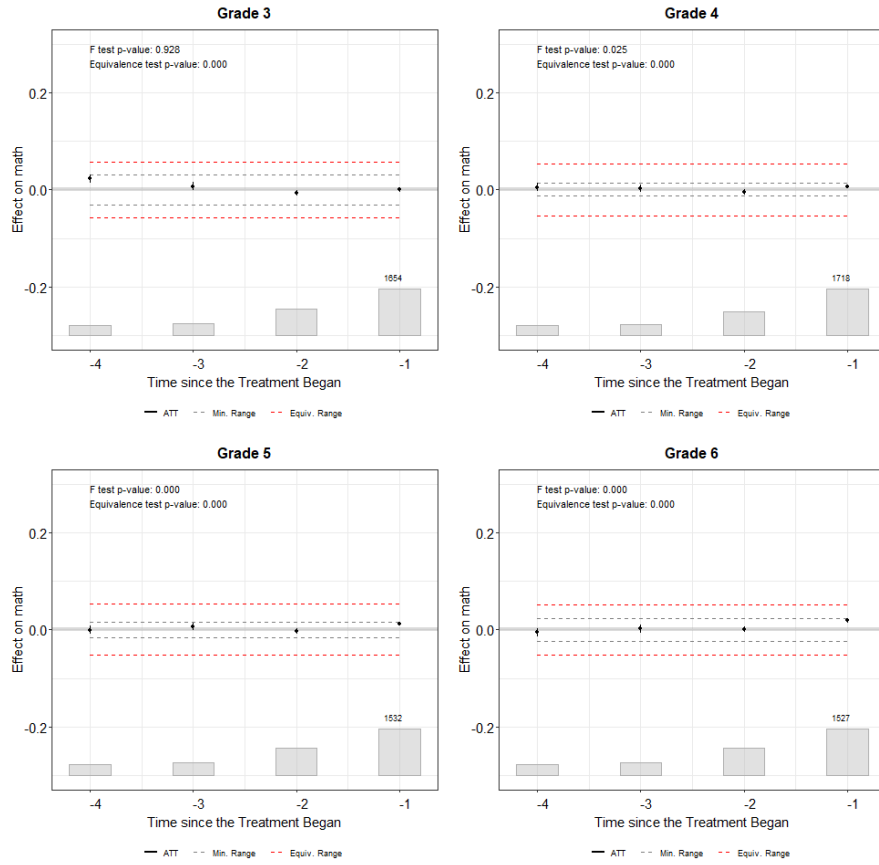 Grade 3
F test p-value: 0.928
Equivalence test p-value: 0.000
Effect on math
0.2
0.0
-0.2
1654
-4 -3 -2 -1
Time since the Treatment Began
ATT Min. Range Equiv. Range
Grade 4
F test p-value: 0.025
Equivalence test p-value: 0.000
Effect on math
0.2
0.0
-0.2
1718
-4 -3 -2 -1
Time since the Treatment Began
ATT Min. Range Equiv. Range
Grade 5
F test p-value: 0.000
Equivalence test p-value: 0.000
Effect on math
0.2
0.0
-0.2
1532
-4 -3 -2 -1
Time since the Treatment Began
ATT Min. Range Equiv. Range
Grade 6
F test p-value: 0.000
Equivalence test p-value: 0.000
Effect on math
0.2
0.0
-0.2
1527
-4 -3 -2 -1
Time since the Treatment Began
ATT Min. Range Equiv. Range